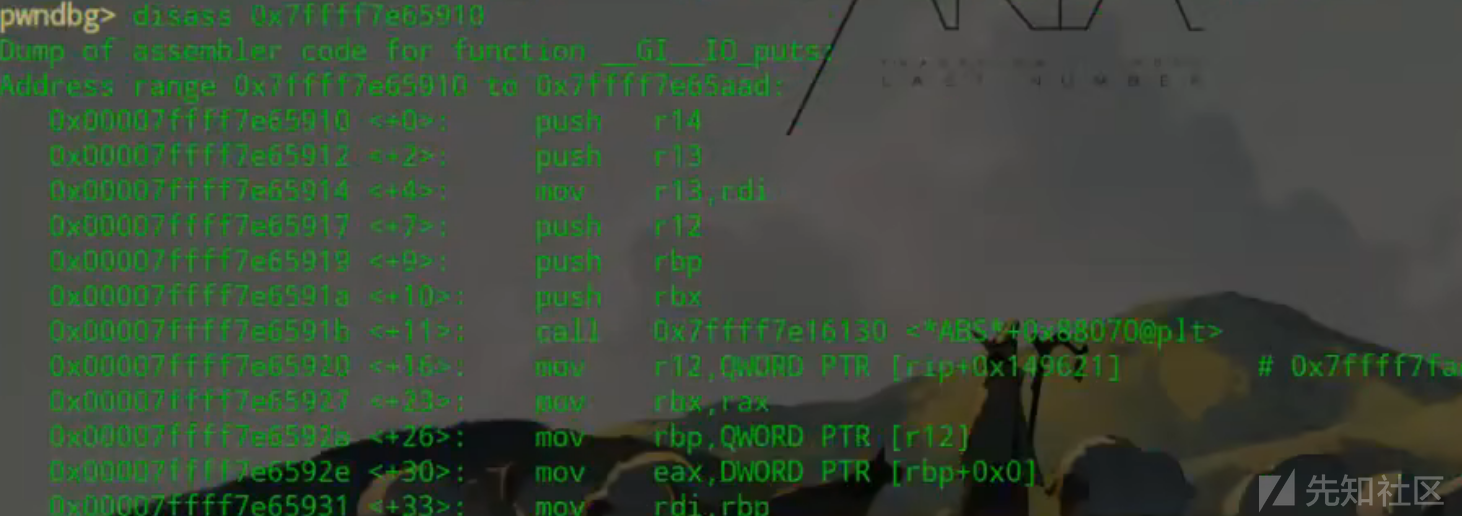 pwndbg> disass 0x7ffff7e65910
Dump of assembler code for function __GI__IO_puts:
Address range 0x7ffff7e65910 to 0x7ffff7e65aad:
0x00007ffff7e65910 <+0>: push r14
0x00007ffff7e65912 <+2>: push r13
0x00007ffff7e65914 <+4>: mov r13,rdi
0x00007ffff7e65917 <+7>: push r12
0x00007ffff7e65919 <+9>: push rbp
0x00007ffff7e6591a <+10>: push rbx
0x00007ffff7e6591b <+11>: call 0x7ffff7e16130 <*ABS*+0x88070@plt>
0x00007ffff7e65920 <+16>: mov r12,QWORD PTR [rip+0x149621] # 0x7ffff7fa
0x00007ffff7e65927 <+23>: mov rbx,rax
0x00007ffff7e6592a <+26>: mov rbp,QWORD PTR [r12]
0x00007ffff7e6592e <+30>: mov eax,DWORD PTR [rbp+0x0]
0x00007ffff7e65931 <+33>: mov rdi,rbp
LAST NUMBER
先知社区